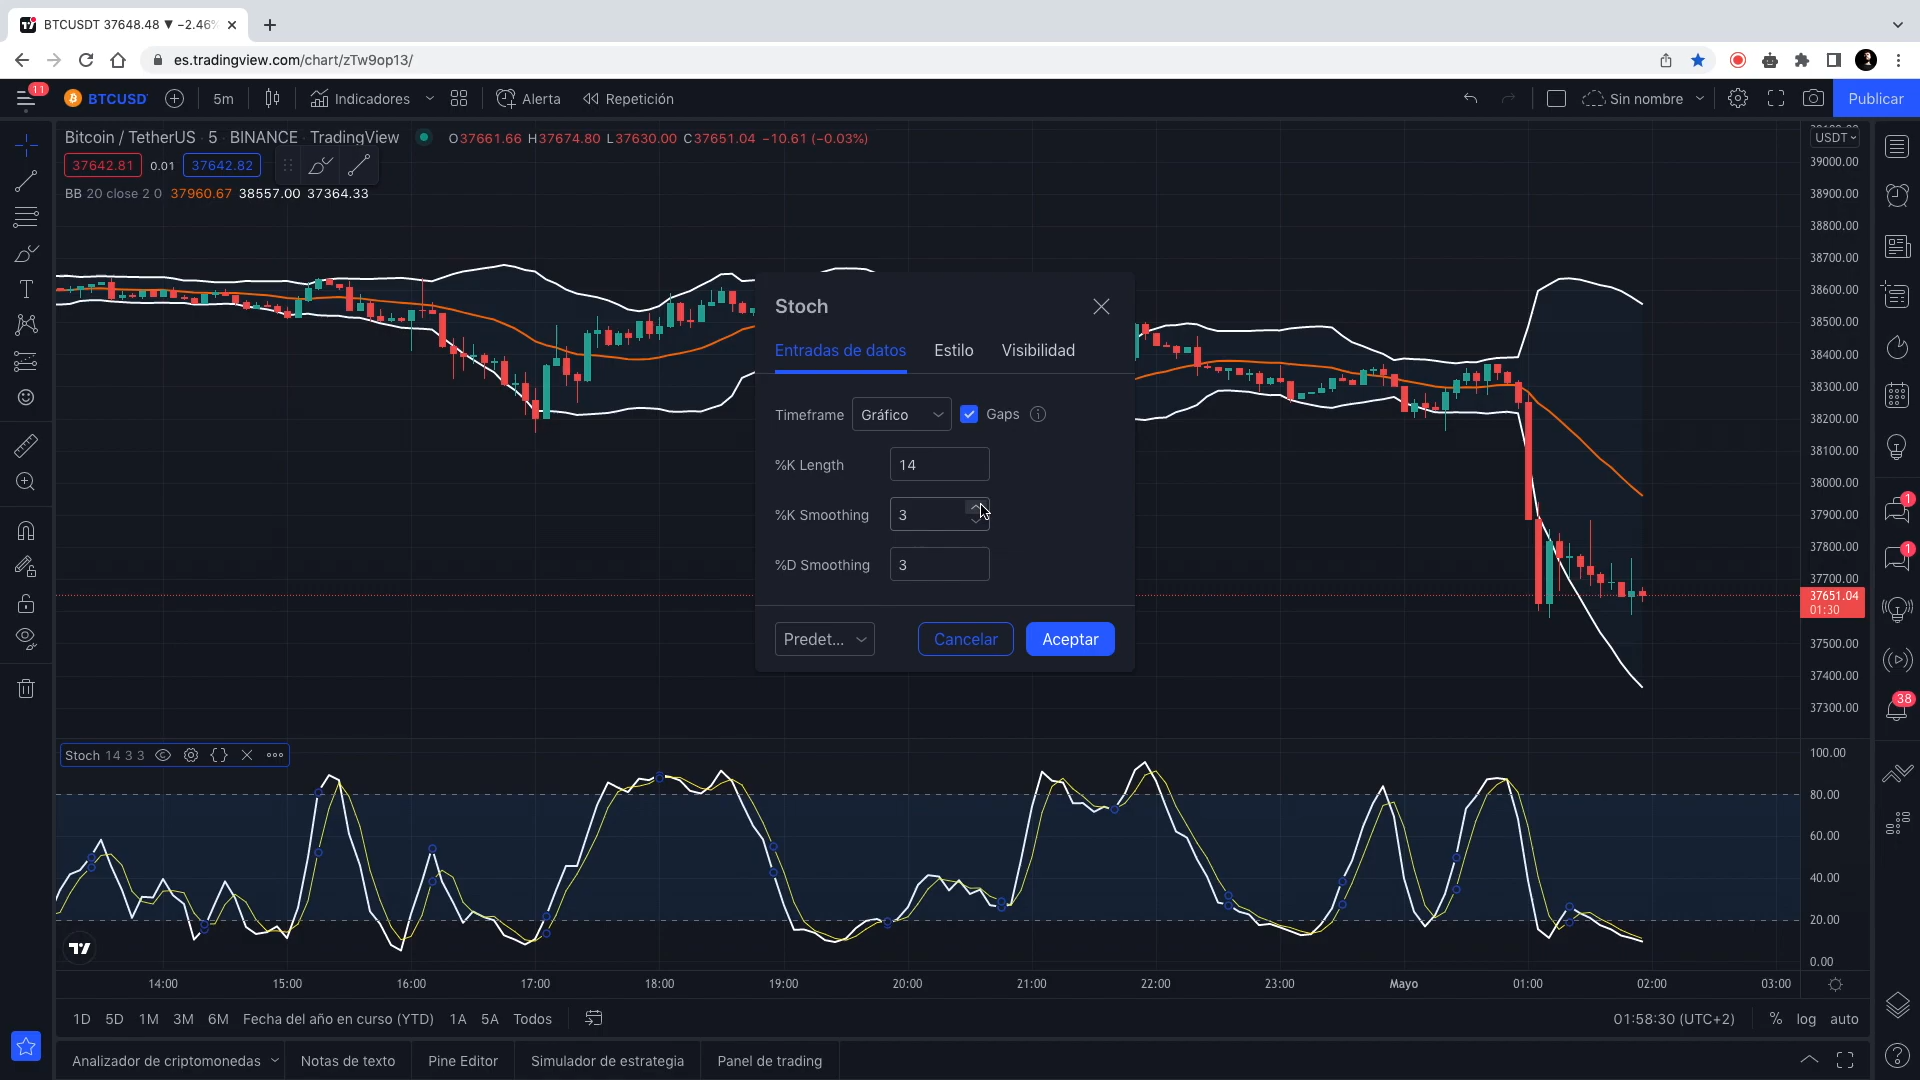 BTCUSDT 37648.48 ▼ −2.46%
es.tradingview.com/chart/zTw9op13/
11
BTCUSD
5m
Indicadores
Alerta
Repetición
Sin nombre
Publicar
Bitcoin / TetherUS · 5 · BINANCE · TradingView
O37661.66 H37674.80 L37630.00 C37651.04 −10.61 (−0.03%)
37642.81 0.01 37642.82
BB 20 close 2 0 37960.67 38557.00 37364.33
USDT
39000.00
38900.00
38800.00
38700.00
38600.00
38500.00
38400.00
38300.00
38200.00
38100.00
38000.00
37900.00
37800.00
37700.00
37651.04
01:30
37500.00
37400.00
37300.00
Stoch
Entradas de datos Estilo Visibilidad
Timeframe Gráfico Gaps
%K Length 14
%K Smoothing 3
%D Smoothing 3
Predet... Cancelar Aceptar
1
1
38
Stoch 14 3 3
100.00
80.00
60.00
40.00
20.00
0.00
14:00 15:00 16:00 17:00 18:00 19:00 20:00 21:00 22:00 23:00 Mayo 01:00 02:00 03:00
1D 5D 1M 3M 6M Fecha del año en curso (YTD) 1A 5A Todos
01:58:30 (UTC+2) % log auto
Analizador de criptomonedas Notas de texto Pine Editor Simulador de estrategia Panel de trading